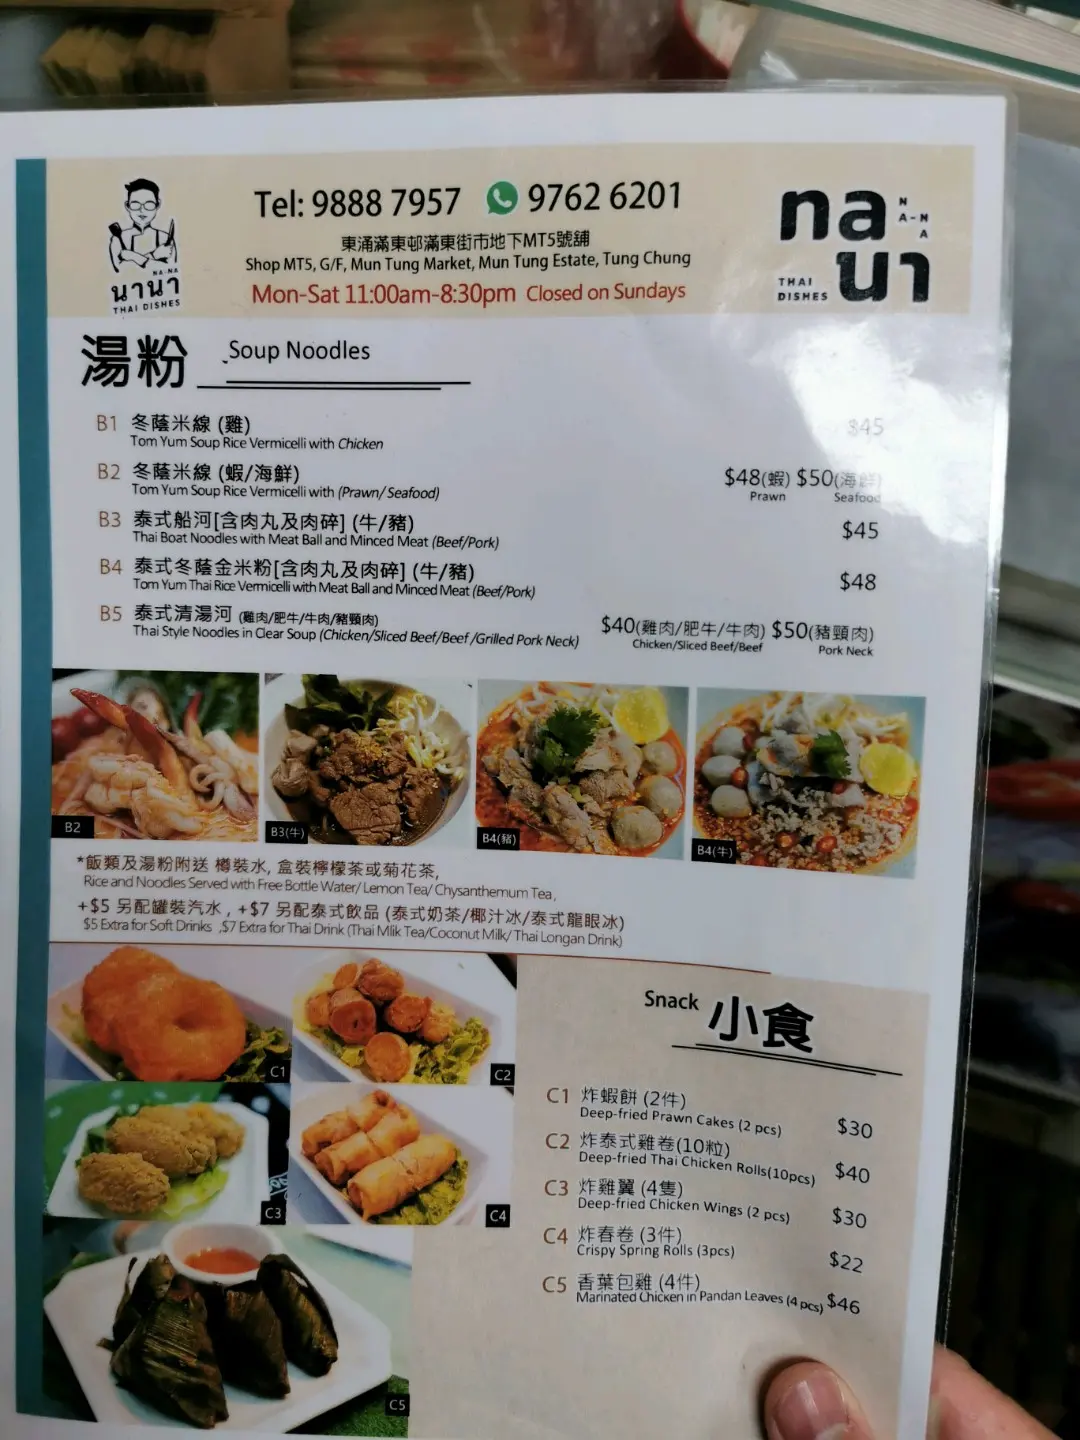 Tel: 9888 7957 9762 6201
東涌滿東邨滿東街市地下MT5號舖
Shop MT5, G/F, Mun Tung Market, Mun Tung Estate, Tung Chung
Mon-Sat 11:00am-8:30pm Closed on Sundays
NA-NA
นานา
THAI DISHES
na
NA-NA
THAI DISHES
นา
湯粉 Soup Noodles
B1 冬蔭米線 (雞) $45
Tom Yum Soup Rice Vermicelli with Chicken
B2 冬蔭米線 (蝦/海鮮) $48(蝦) $50(海鮮)
Tom Yum Soup Rice Vermicelli with (Prawn/ Seafood) Prawn Seafood
B3 泰式船河[含肉丸及肉碎] (牛/豬) $45
Thai Boat Noodles with Meat Ball and Minced Meat (Beef/Pork)
B4 泰式冬蔭金米粉[含肉丸及肉碎] (牛/豬) $48
Tom Yum Thai Rice Vermicelli with Meat Ball and Minced Meat (Beef/Pork)
B5 泰式清湯河 (雞肉/肥牛/牛肉/豬頸肉) $40(雞肉/肥牛/牛肉) $50(豬頸肉)
Thai Style Noodles in Clear Soup (Chicken/Sliced Beef/Beef /Grilled Pork Neck) Chicken/Sliced Beef/Beef Pork Neck
B2
B3(牛)
B4(豬)
B4(牛)
*飯類及湯粉附送 樽裝水, 盒裝檸檬茶或菊花茶,
Rice and Noodles Served with Free Bottle Water/ Lemon Tea/ Chysanthemum Tea,
+$5 另配罐裝汽水 , +$7 另配泰式飲品 (泰式奶茶/椰汁冰/泰式龍眼冰)
$5 Extra for Soft Drinks ,$7 Extra for Thai Drink (Thai Mlik Tea/Coconut Milk/ Thai Longan Drink)
C1
C2
C3
C4
C5
Snack 小食
C1 炸蝦餅 (2件)
Deep-fried Prawn Cakes (2 pcs) $30
C2 炸泰式雞卷(10粒)
Deep-fried Thai Chicken Rolls(10pcs) $40
C3 炸雞翼 (4隻)
Deep-fried Chicken Wings (2 pcs) $30
C4 炸春卷 (3件)
Crispy Spring Rolls (3pcs) $22
C5 香葉包雞 (4件)
Marinated Chicken in Pandan Leaves (4 pcs) $46